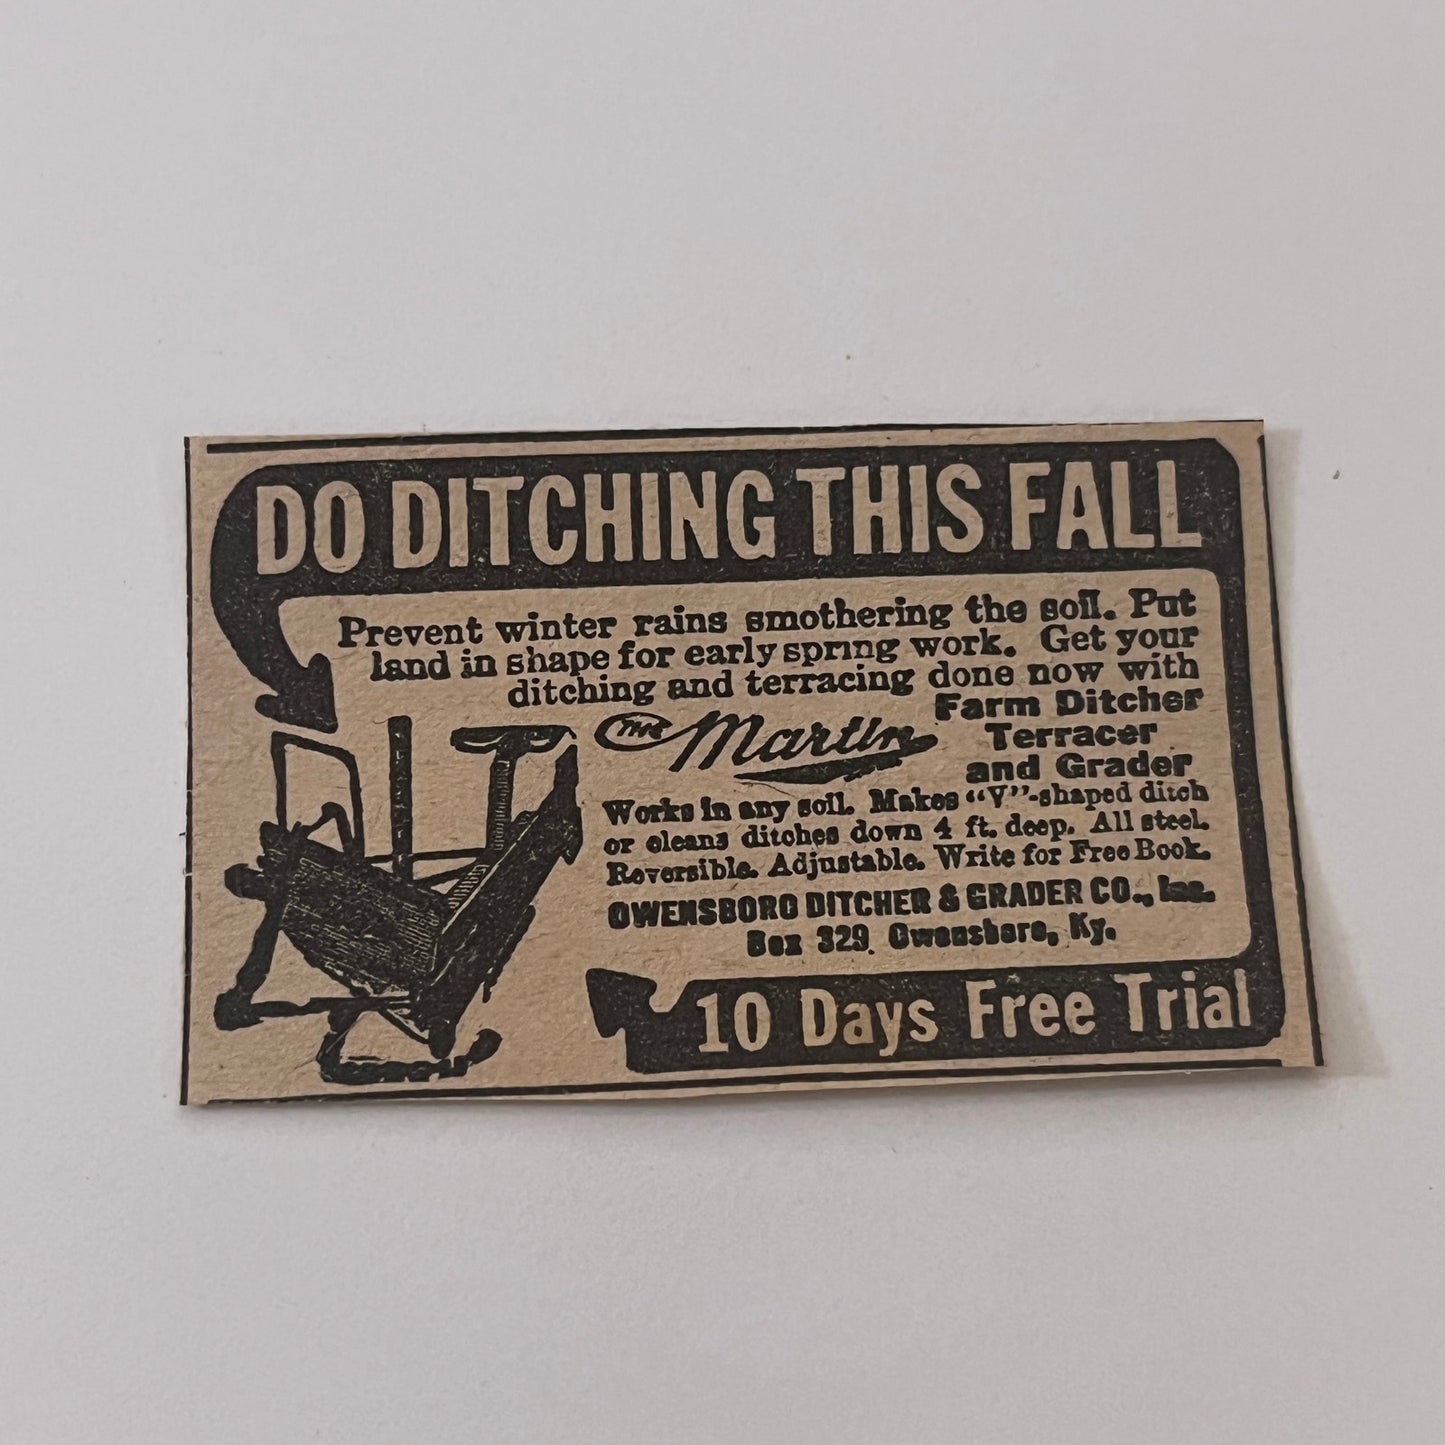 DO DITCHING THIS FALL
Prevent winter rains smothering the soil. Put
land in shape for early spring work. Get your
ditching and terracing done now with
The Martin Farm Ditcher
Terracer
and Grader
Works in any soil. Makes "V"-shaped ditch
or cleans ditches down 4 ft. deep. All steel.
Reversible. Adjustable. Write for Free Book.
OWENSBORO DITCHER & GRADER CO., Inc.
Box 329 Owensboro, Ky.
10 Days Free Trial